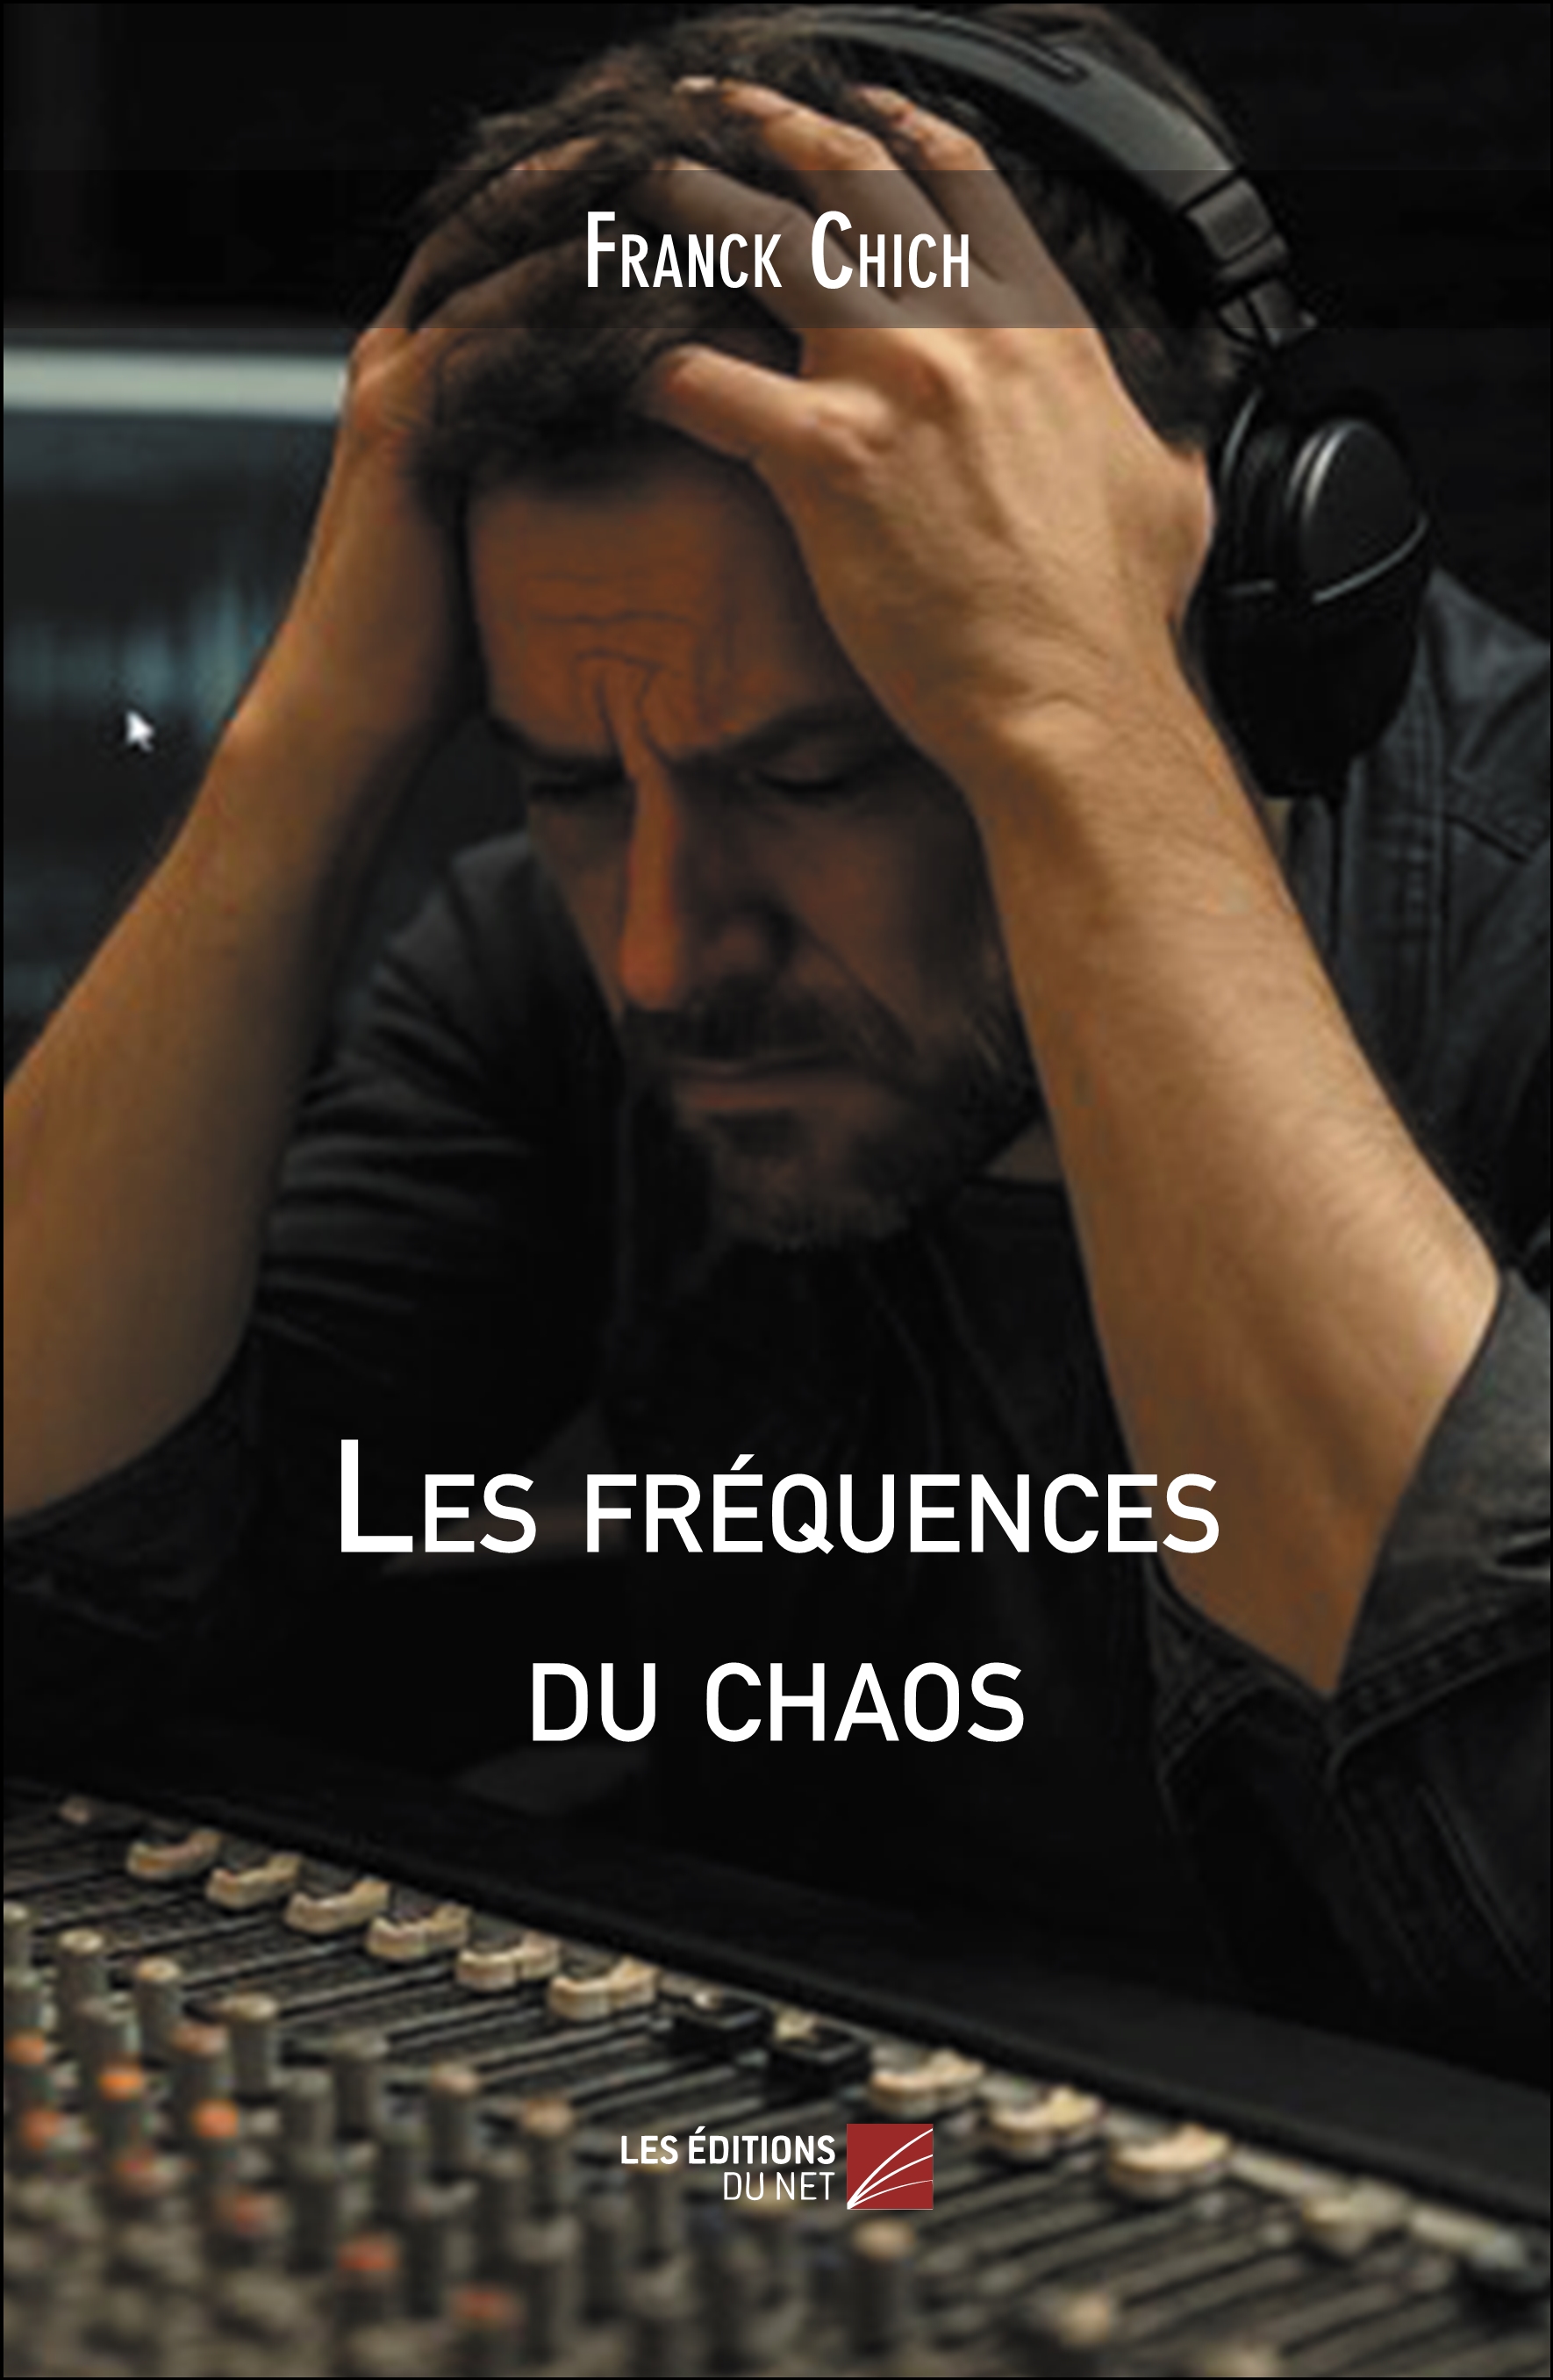 Franck Chich
Les fréquences
du chaos
LES ÉDITIONS
DU NET